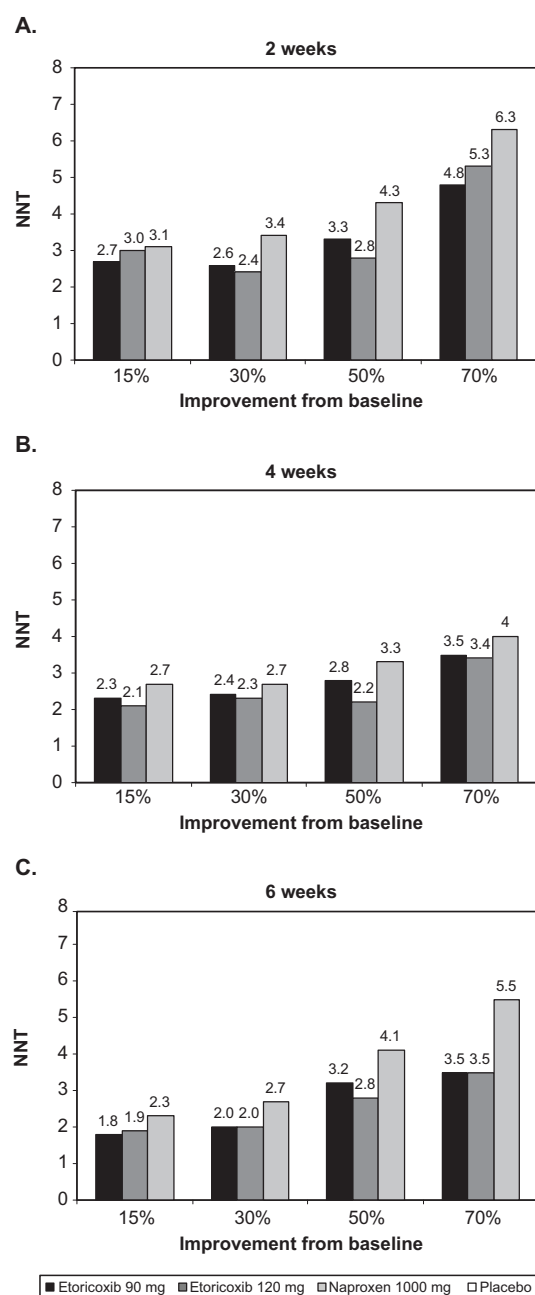 A.
2 weeks
8
7
6
5
4
3
2
1
0
NNT
2.7 3.0 3.1
2.6 2.4 3.4
3.3 2.8 4.3
4.8 5.3 6.3
15% 30% 50% 70%
Improvement from baseline
B.
4 weeks
8
7
6
5
4
3
2
1
0
NNT
2.3 2.1 2.7
2.4 2.3 2.7
2.8 2.2 3.3
3.5 3.4 4
15% 30% 50% 70%
Improvement from baseline
C.
6 weeks
8
7
6
5
4
3
2
1
0
NNT
1.8 1.9 2.3
2.0 2.0 2.7
3.2 2.8 4.1
3.5 3.5 5.5
15% 30% 50% 70%
Improvement from baseline
Etoricoxib 90 mg Etoricoxib 120 mg Naproxen 1000 mg Placebo